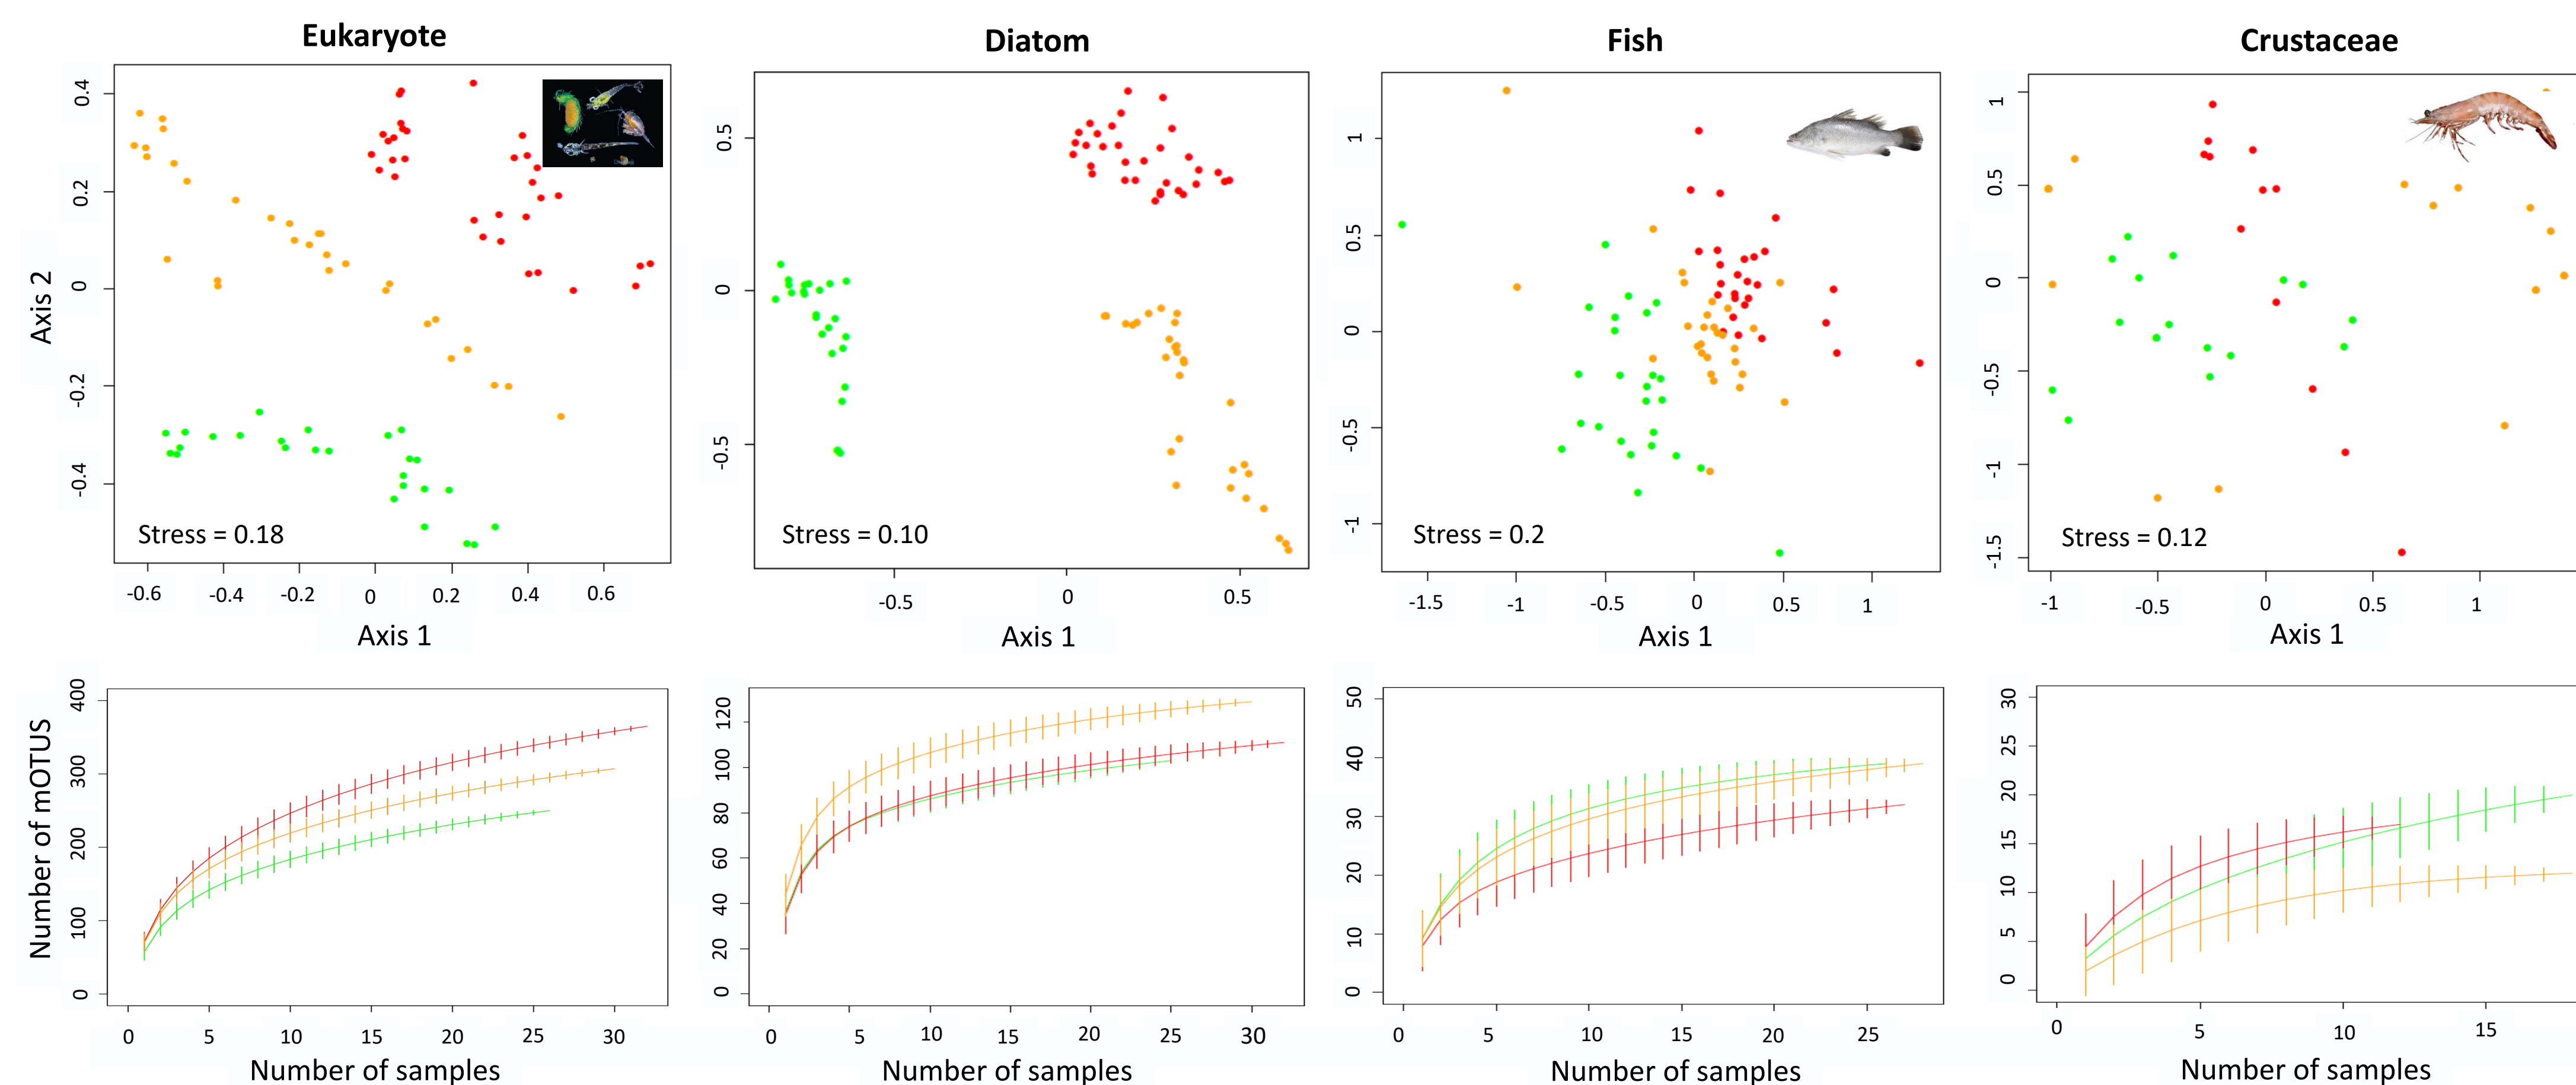 Eukaryote
Diatom
Fish
Crustaceae
Axis 2
0.4
0.2
0
-0.2
-0.4
Stress = 0.18
-0.6 -0.4 -0.2 0 0.2 0.4 0.6
Axis 1
0.5
0
-0.5
Stress = 0.10
-0.5 0 0.5
Axis 1
1
0.5
0
-0.5
-1
Stress = 0.2
-1.5 -1 -0.5 0 0.5 1
Axis 1
1
0.5
0
-0.5
-1
-1.5
Stress = 0.12
-1 -0.5 0 0.5 1
Axis 1
Number of mOTUS
400
300
200
100
0
0 5 10 15 20 25 30
Number of samples
120
100
80
60
40
20
0
0 5 10 15 20 25 30
Number of samples
50
40
30
20
10
0
0 5 10 15 20 25
Number of samples
30
25
20
15
10
5
0
0 5 10 15
Number of samples